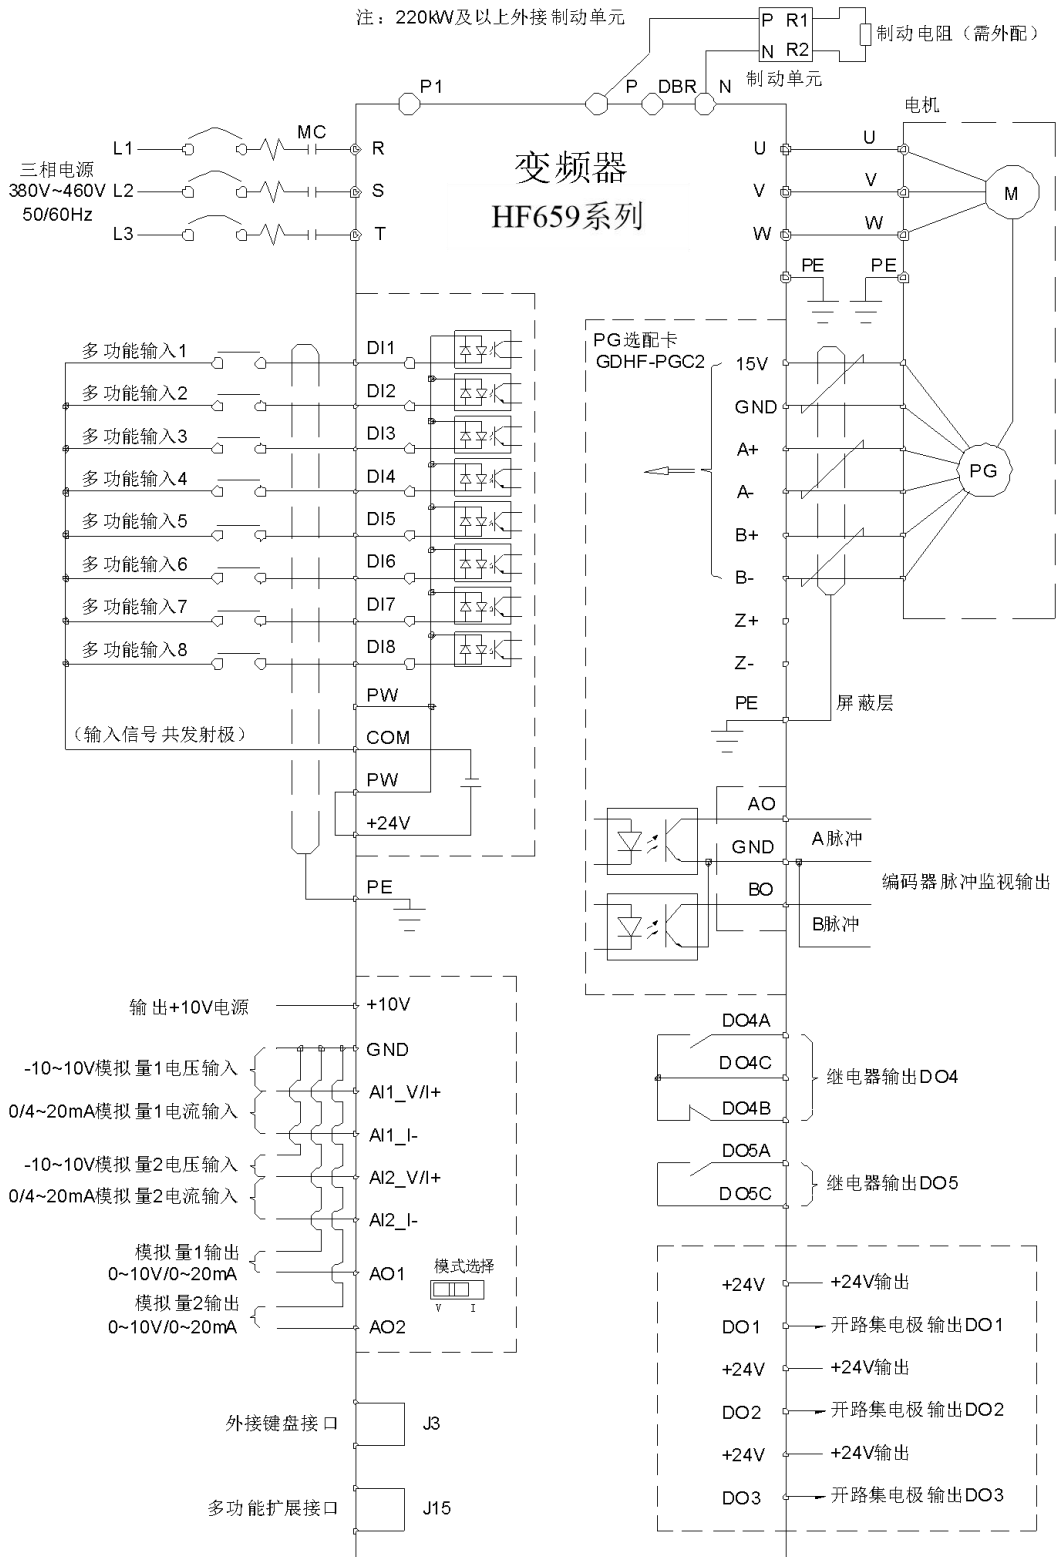 注：220kW及以上外接制动单元
P R1
N R2
制动电阻（需外配）
制动单元
P1
P
DBR
N
电机
三相电源
380V~460V
50/60Hz
L1
L2
L3
MC
R
S
T
变频器
HF659系列
U
V
W
U
V
W
M
PE
PE
多功能输入1
DI1
多功能输入2
DI2
多功能输入3
DI3
多功能输入4
DI4
多功能输入5
DI5
多功能输入6
DI6
多功能输入7
DI7
多功能输入8
DI8
PW
（输入信号共发射极）
COM
PW
+24V
PE
PG选配卡
GDHF-PGC2
15V
GND
A+
A-
B+
B-
Z+
Z-
PE
PG
屏蔽层
AO
GND
BO
A脉冲
B脉冲
编码器脉冲监视输出
输出+10V电源
+10V
GND
-10~10V模拟量1电压输入
AI1_V/I+
0/4~20mA模拟量1电流输入
AI1_I-
-10~10V模拟量2电压输入
AI2_V/I+
0/4~20mA模拟量2电流输入
AI2_I-
模拟量1输出
0~10V/0~20mA
AO1
模拟量2输出
0~10V/0~20mA
AO2
模式选择
V I
外接键盘接口
J3
多功能扩展接口
J15
DO4A
DO4C
DO4B
继电器输出DO4
DO5A
DO5C
继电器输出DO5
+24V
+24V输出
DO1
开路集电极输出DO1
+24V
+24V输出
DO2
开路集电极输出DO2
+24V
+24V输出
DO3
开路集电极输出DO3